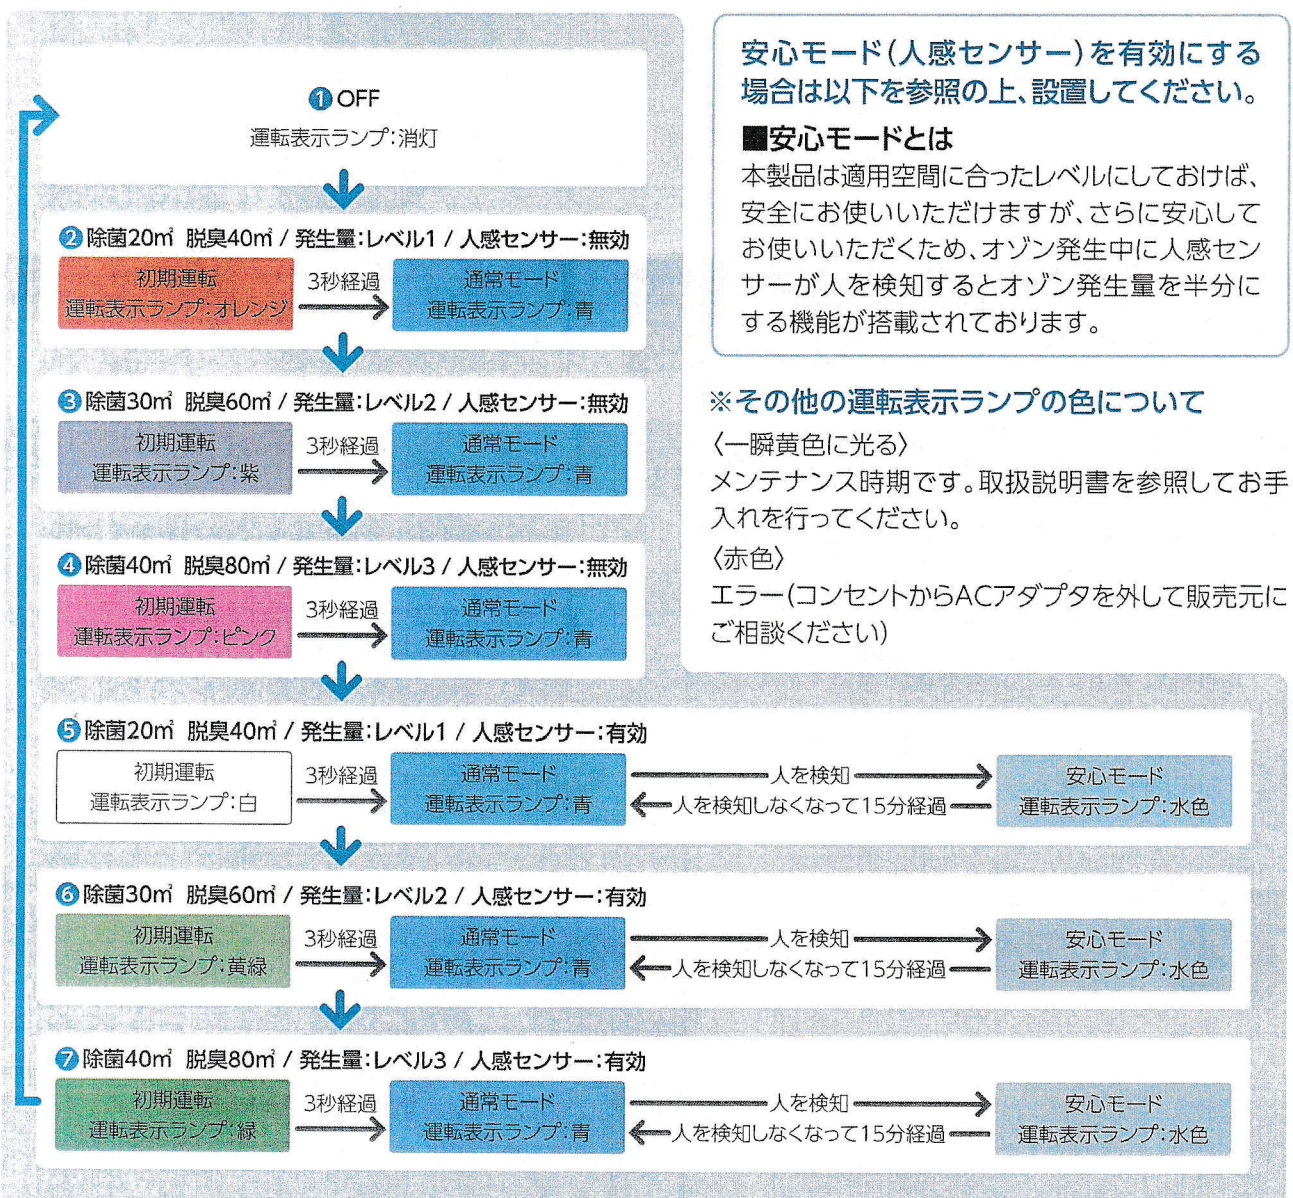 ❶OFF
運転表示ランプ:消灯
❷除菌20㎡ 脱臭40㎡ / 発生量:レベル1 / 人感センサー:無効
初期運転
運転表示ランプ:オレンジ
3秒経過
通常モード
運転表示ランプ:青
❸除菌30㎡ 脱臭60㎡ / 発生量:レベル2 / 人感センサー:無効
初期運転
運転表示ランプ:紫
3秒経過
通常モード
運転表示ランプ:青
❹除菌40㎡ 脱臭80㎡ / 発生量:レベル3 / 人感センサー:無効
初期運転
運転表示ランプ:ピンク
3秒経過
通常モード
運転表示ランプ:青
❺除菌20㎡ 脱臭40㎡ / 発生量:レベル1 / 人感センサー:有効
初期運転
運転表示ランプ:白
3秒経過
通常モード
運転表示ランプ:青
人を検知
人を検知しなくなって15分経過
安心モード
運転表示ランプ:水色
❻除菌30㎡ 脱臭60㎡ / 発生量:レベル2 / 人感センサー:有効
初期運転
運転表示ランプ:黄緑
3秒経過
通常モード
運転表示ランプ:青
人を検知
人を検知しなくなって15分経過
安心モード
運転表示ランプ:水色
❼除菌40㎡ 脱臭80㎡ / 発生量:レベル3 / 人感センサー:有効
初期運転
運転表示ランプ:緑
3秒経過
通常モード
運転表示ランプ:青
人を検知
人を検知しなくなって15分経過
安心モード
運転表示ランプ:水色
安心モード(人感センサー)を有効にする
場合は以下を参照の上、設置してください。
■安心モードとは
本製品は適用空間に合ったレベルにしておけば、
安全にお使いいただけますが、さらに安心して
お使いいただくため、オゾン発生中に人感セン
サーが人を検知するとオゾン発生量を半分に
する機能が搭載されております。
※その他の運転表示ランプの色について
〈一瞬黄色に光る〉
メンテナンス時期です。取扱説明書を参照してお手
入れを行ってください。
〈赤色〉
エラー(コンセントからACアダプタを外して販売元に
ご相談ください)